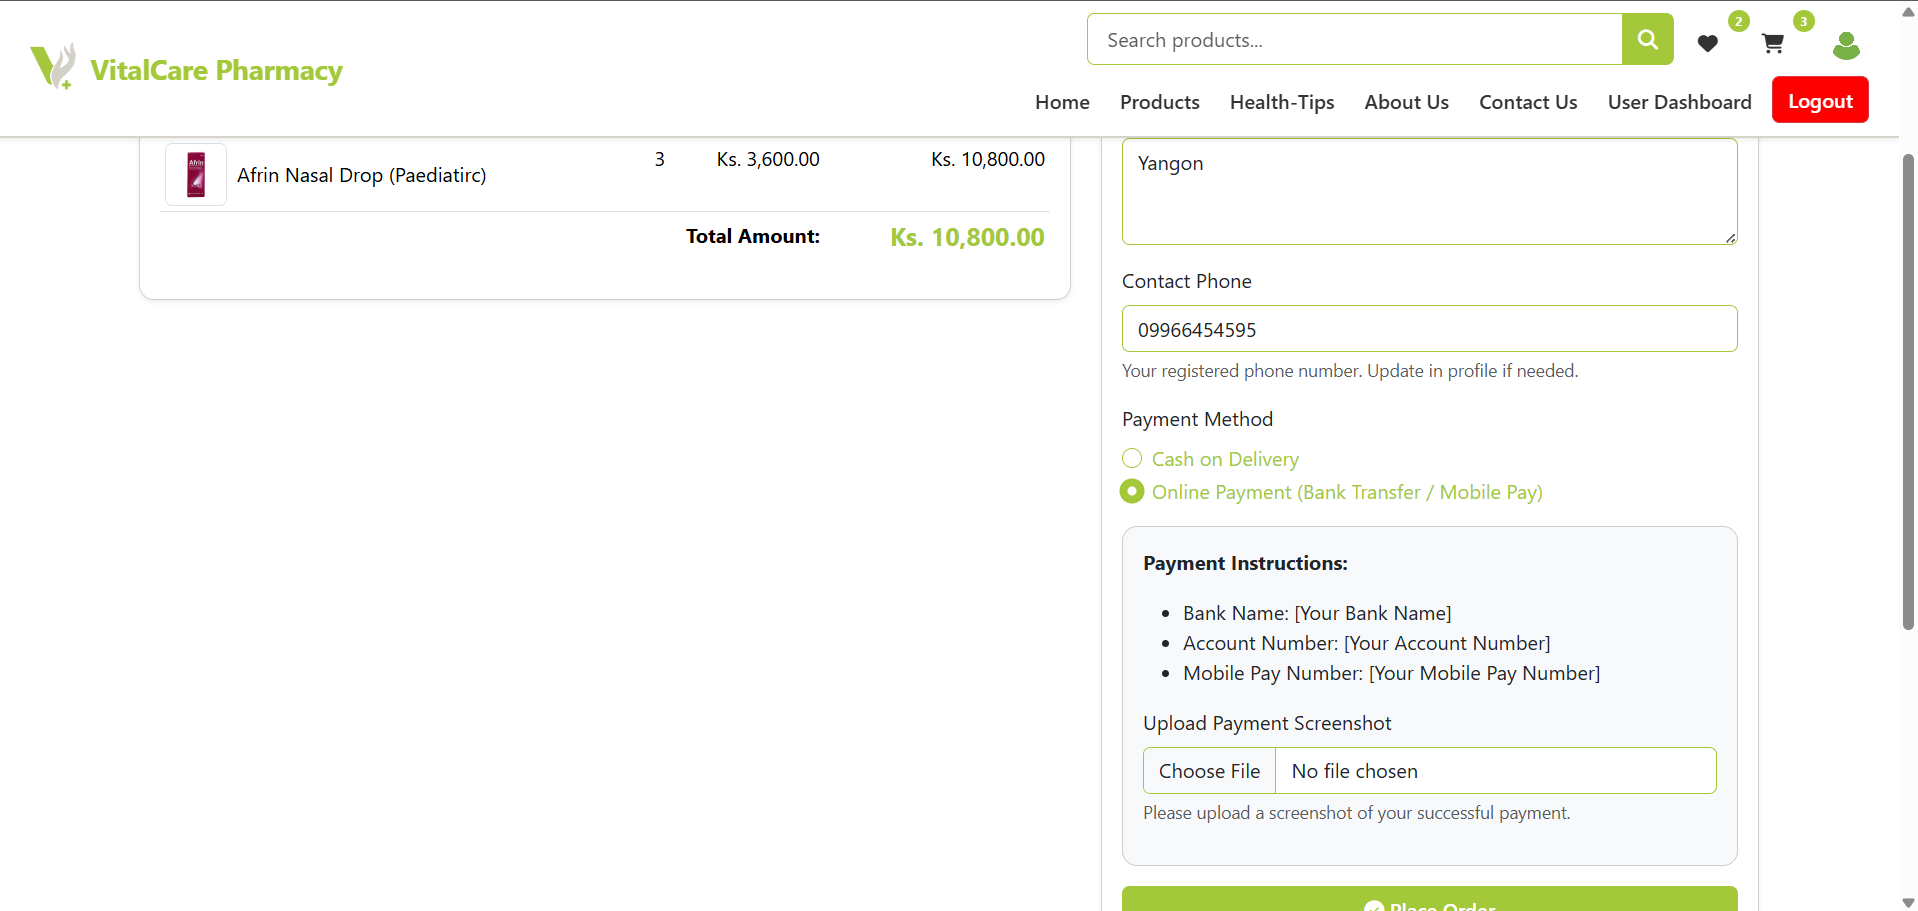 Search products...
2
3
VitalCare Pharmacy
Home Products Health-Tips About Us Contact Us User Dashboard Logout
Afrin
Afrin Nasal Drop (Paediatirc) 3 Ks. 3,600.00 Ks. 10,800.00
Total Amount: Ks. 10,800.00
Yangon
Contact Phone
09966454595
Your registered phone number. Update in profile if needed.
Payment Method
Cash on Delivery
Online Payment (Bank Transfer / Mobile Pay)
Payment Instructions:
Bank Name: [Your Bank Name]
Account Number: [Your Account Number]
Mobile Pay Number: [Your Mobile Pay Number]
Upload Payment Screenshot
Choose File No file chosen
Please upload a screenshot of your successful payment.
Place Order